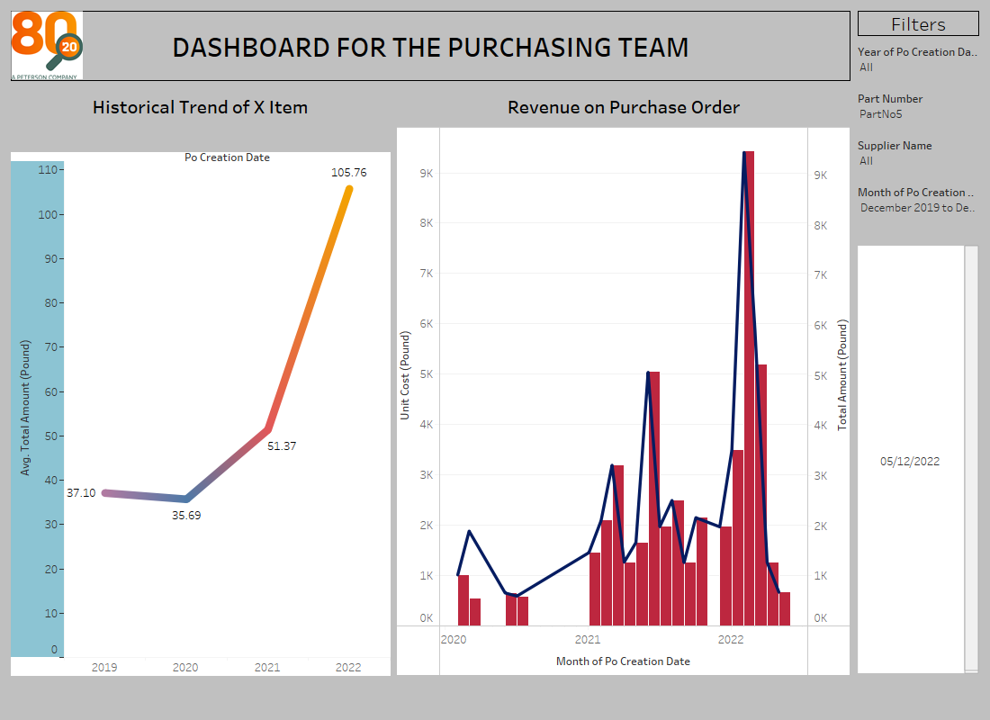 80
20
A PETERSON COMPANY
DASHBOARD FOR THE PURCHASING TEAM
Filters
Year of Po Creation Da..
All
Part Number
PartNo5
Supplier Name
All
Month of Po Creation ..
December 2019 to De..
Historical Trend of X Item
Po Creation Date
Avg. Total Amount (Pound)
110
100
90
80
70
60
50
40
30
20
10
0
37.10
35.69
51.37
105.76
2019
2020
2021
2022
Revenue on Purchase Order
Unit Cost (Pound)
9K
8K
7K
6K
5K
4K
3K
2K
1K
0K
9K
8K
7K
6K
5K
4K
3K
2K
1K
0K
Total Amount (Pound)
2020
2021
2022
Month of Po Creation Date
05/12/2022